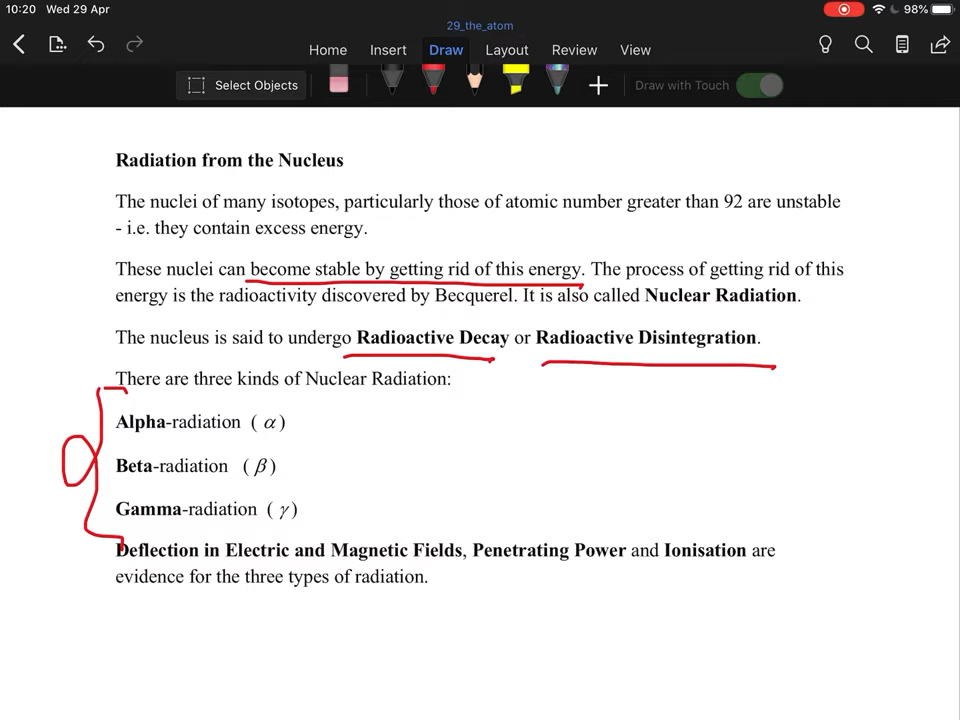 10:20 Wed 29 Apr
98%
29_the_atom
Home Insert Draw Layout Review View
Select Objects
Draw with Touch
Radiation from the Nucleus
The nuclei of many isotopes, particularly those of atomic number greater than 92 are unstable
- i.e. they contain excess energy.
These nuclei can become stable by getting rid of this energy. The process of getting rid of this
energy is the radioactivity discovered by Becquerel. It is also called Nuclear Radiation.
The nucleus is said to undergo Radioactive Decay or Radioactive Disintegration.
There are three kinds of Nuclear Radiation:
Alpha-radiation ( α )
Beta-radiation ( β )
Gamma-radiation ( γ )
Deflection in Electric and Magnetic Fields, Penetrating Power and Ionisation are
evidence for the three types of radiation.